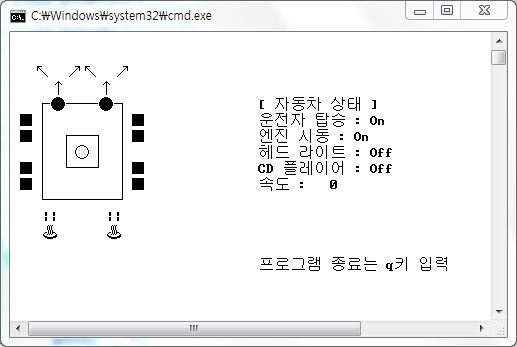 C:\Windows\system32\cmd.exe
[ 자동차 상태 ]
운전자 탑승 : On
엔진 시동 : On
헤드 라이트 : Off
CD 플레이어 : Off
속도 : 0
프로그램 종료는 q키 입력